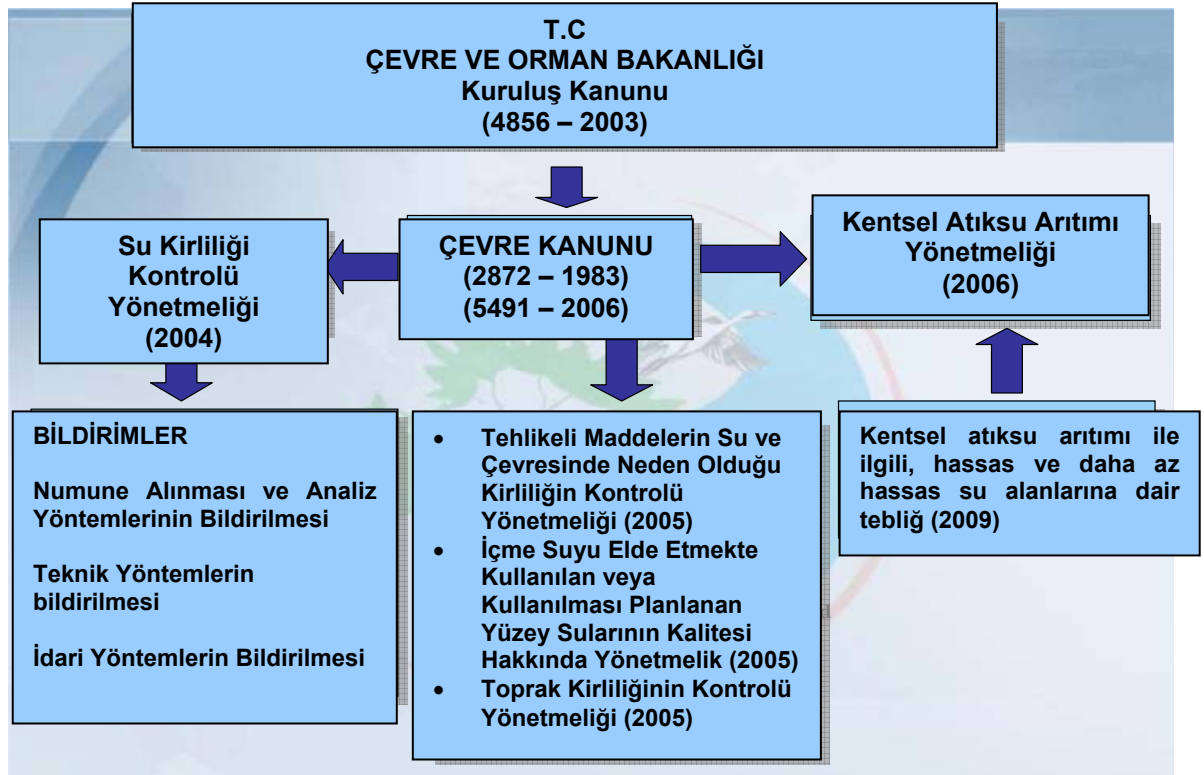 T.C
ÇEVRE VE ORMAN BAKANLIĞI
Kuruluş Kanunu
(4856 – 2003)
Su Kirliliği
Kontrolü
Yönetmeliği
(2004)
ÇEVRE KANUNU
(2872 – 1983)
(5491 – 2006)
Kentsel Atıksu Arıtımı
Yönetmeliği
(2006)
BİLDİRİMLER
Numune Alınması ve Analiz
Yöntemlerinin Bildirilmesi
Teknik Yöntemlerin
bildirilmesi
İdari Yöntemlerin Bildirilmesi
• Tehlikeli Maddelerin Su ve
Çevresinde Neden Olduğu
Kirliliğin Kontrolü
Yönetmeliği (2005)
• İçme Suyu Elde Etmekte
Kullanılan veya
Kullanılması Planlanan
Yüzey Sularının Kalitesi
Hakkında Yönetmelik (2005)
• Toprak Kirliliğinin Kontrolü
Yönetmeliği (2005)
Kentsel atıksu arıtımı ile
ilgili, hassas ve daha az
hassas su alanlarına dair
tebliğ (2009)